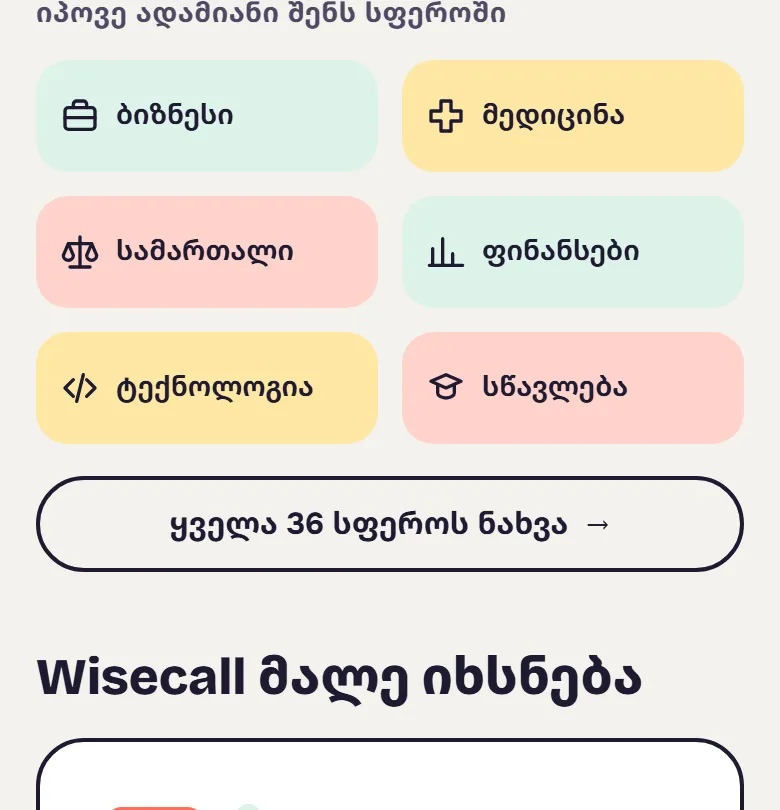 იპოვე ადამიანი შენს სფეროში
ბიზნესი
მედიცინა
სამართალი
ფინანსები
ტექნოლოგია
სწავლება
ყველა 36 სფეროს ნახვა →
Wisecall მალე იხსნება